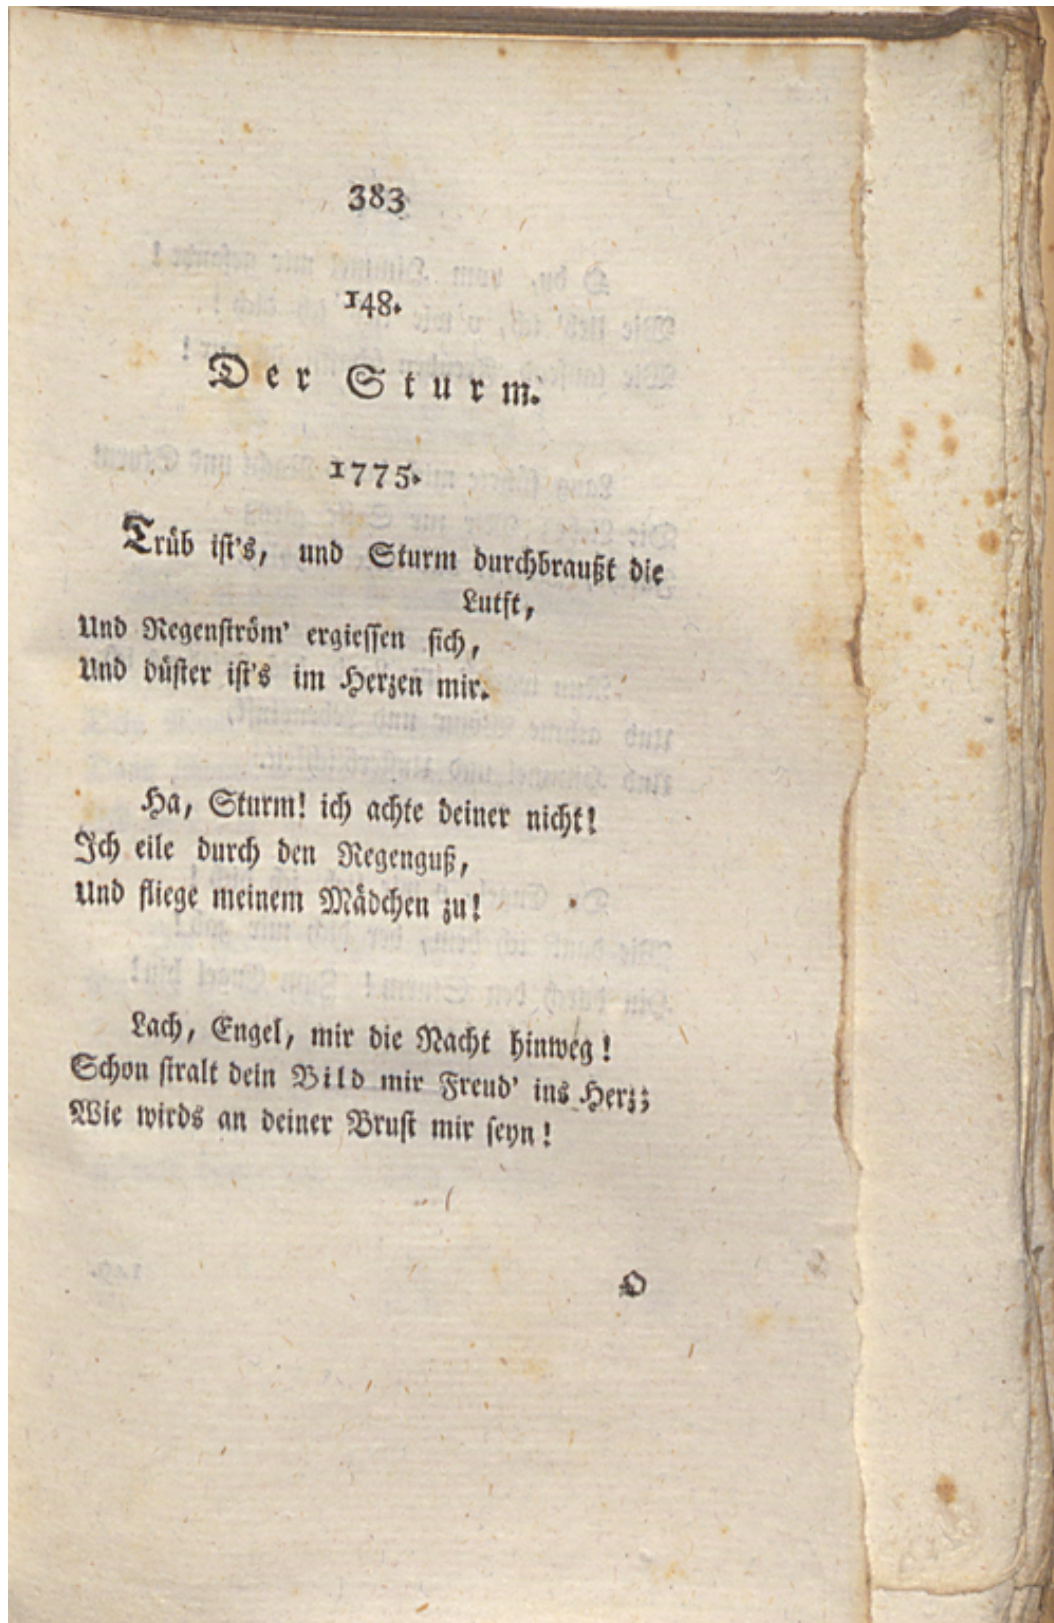 383
148.
Der Sturm.
1775.
Trüb ist's, und Sturm durchbraußt die
Lutft,
Und Regenström' ergiessen sich,
Und düster ist's im Herzen mir.
Ha, Sturm! ich achte deiner nicht!
Ich eile durch den Regenguß,
Und fliege meinem Mädchen zu!
Lach, Engel, mir die Nacht hinweg!
Schon stralt dein Bild mir Freud' ins Herz;
Wie wirds an deiner Brust mir seyn!
O